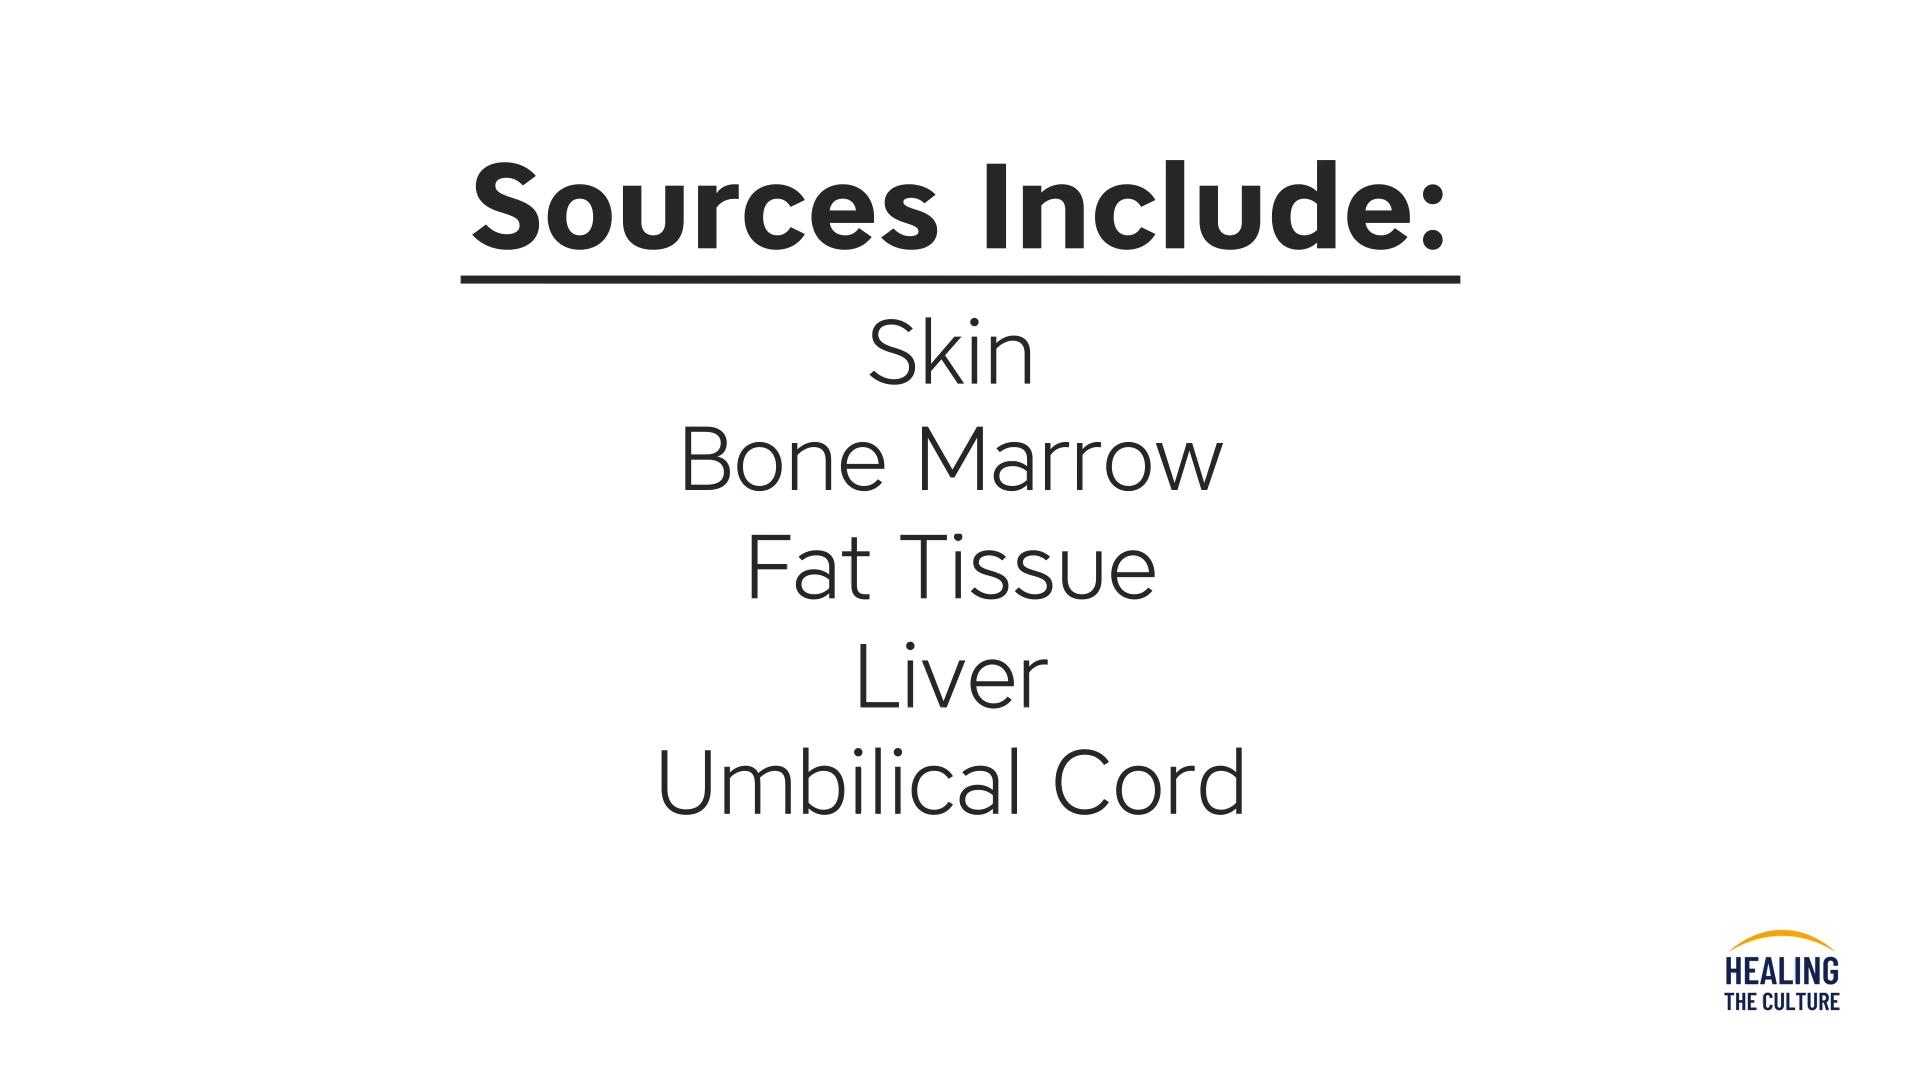 Sources Include:
Skin
Bone Marrow
Fat Tissue
Liver
Umbilical Cord
HEALING
THE CULTURE